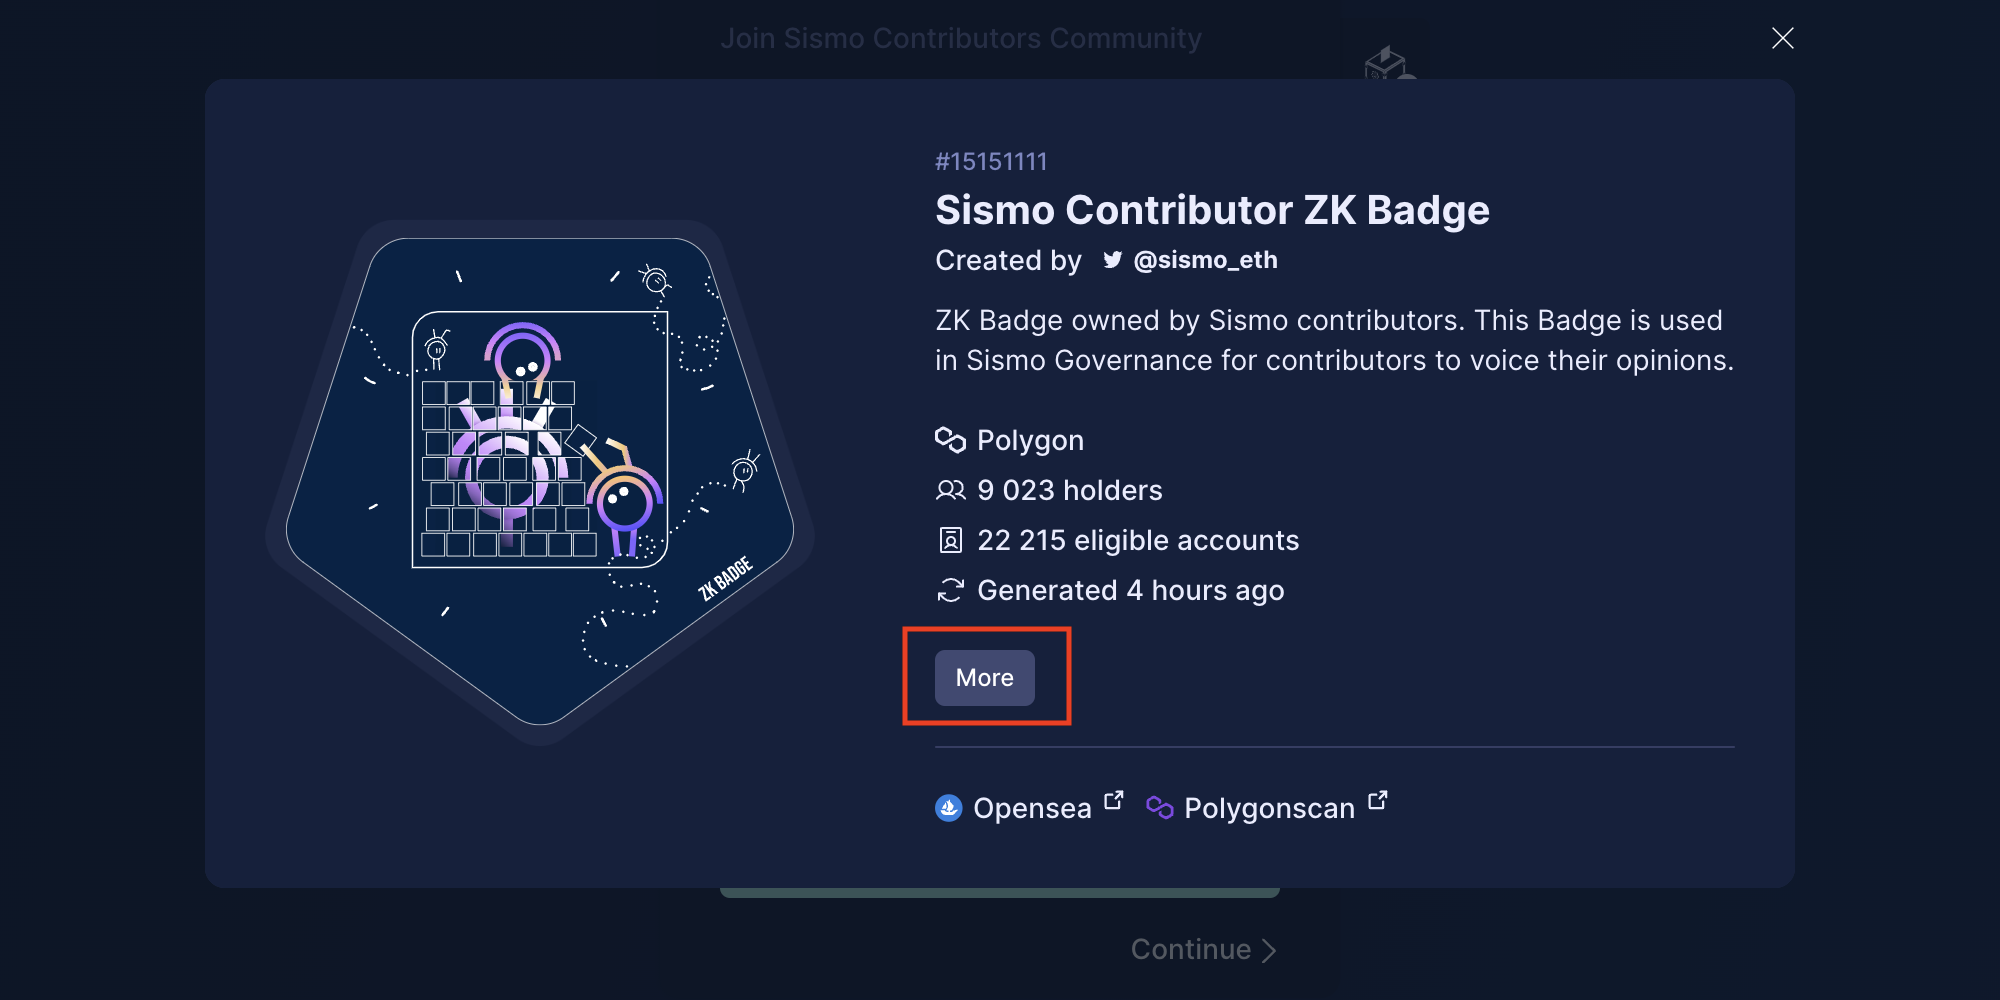 Join Sismo Contributors Community
#15151111
Sismo Contributor ZK Badge
Created by @sismo_eth
ZK Badge owned by Sismo contributors. This Badge is used
in Sismo Governance for contributors to voice their opinions.
Polygon
9 023 holders
22 215 eligible accounts
Generated 4 hours ago
More
Opensea Polygonscan
ZK BADGE
Continue